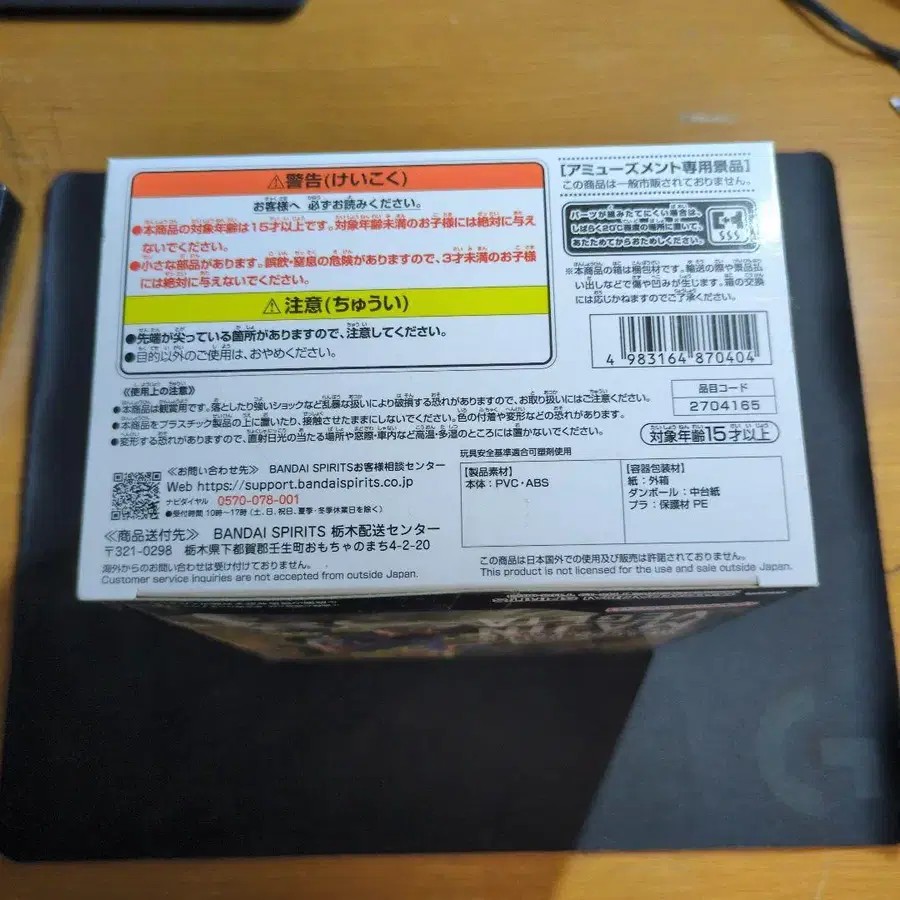 ⚠警告(けいこく)
お客様へ 必ずお読みください。
●本商品の対象年齢は15才以上です。対象年齢未満のお子様には絶対に与え
ないでください。
●小さな部品があります。誤飲・窒息の危険がありますので、3才未満のお子様
には絶対に与えないでください。
⚠注意(ちゅうい)
●先端が尖っている箇所がありますので、注意してください。
●目的以外のご使用は、おやめください。
[アミューズメント専用景品]
この商品は一般市販されておりません。
パーツが組みたてにくい場合は、
しばらく20℃程度の場所に置いて、
あたためてからおためしください。
※本商品の箱は梱包材です。輸送の際や景品払
い出しなどで傷や凹みが生じます。箱の交換
には応じかねますのでご了承ください。
4 983164 870404
品目コード
2704165
対象年齢15才以上
《使用上の注意》
●本商品は観賞用です。落としたり強いショックなど乱暴な扱いにより破損する恐れがありますので、お取り扱いにはご注意ください。
●本商品をプラスチック製品の上に置いたり、接触させたままにしないでください。色の付着や変形などの恐れがあります。
●変形する恐れがありますので、直射日光の当たる場所や窓際・車内など高温・多湿のところには置かないでください。
≪お問い合わせ先≫ BANDAI SPIRITSお客様相談センター
Web https://support.bandaispirits.co.jp
ナビダイヤル 0570-078-001
●受付時間 10時〜17時(土、日、祝日、夏季・冬季休業日を除く)
≪商品送付先≫ BANDAI SPIRITS 栃木配送センター
〒321-0298 栃木県下都賀郡壬生町おもちゃのまち4-2-20
海外からのお問い合わせは受け付けておりません。
Customer service inquiries are not accepted from outside Japan.
玩具安全基準適合可塑剤使用
【製品素材】
本体：PVC・ABS
【容器包装材】
紙：外箱
ダンボール：中台紙
プラ：保護材 PE
この商品は日本国外での使用及び販売は許諾されておりません。
This product is not licensed for the use and sale outside Japan.
G